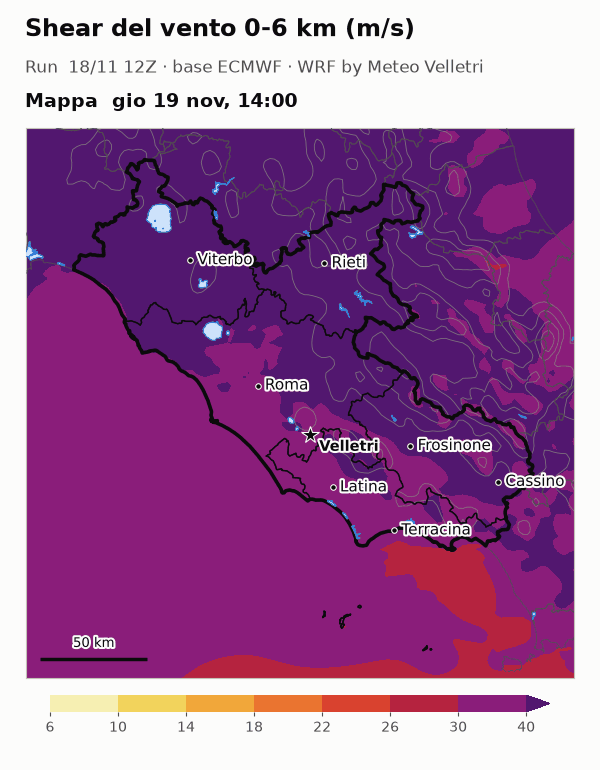 Shear del vento 0-6 km (m/s)
Run  18/11 12Z · base ECMWF · WRF by Meteo Velletri
Mappa  gio 19 nov, 14:00
Viterbo
Rieti
Roma
Velletri
Frosinone
Latina
Cassino
Terracina
50 km
6 10 14 18 22 26 30 40